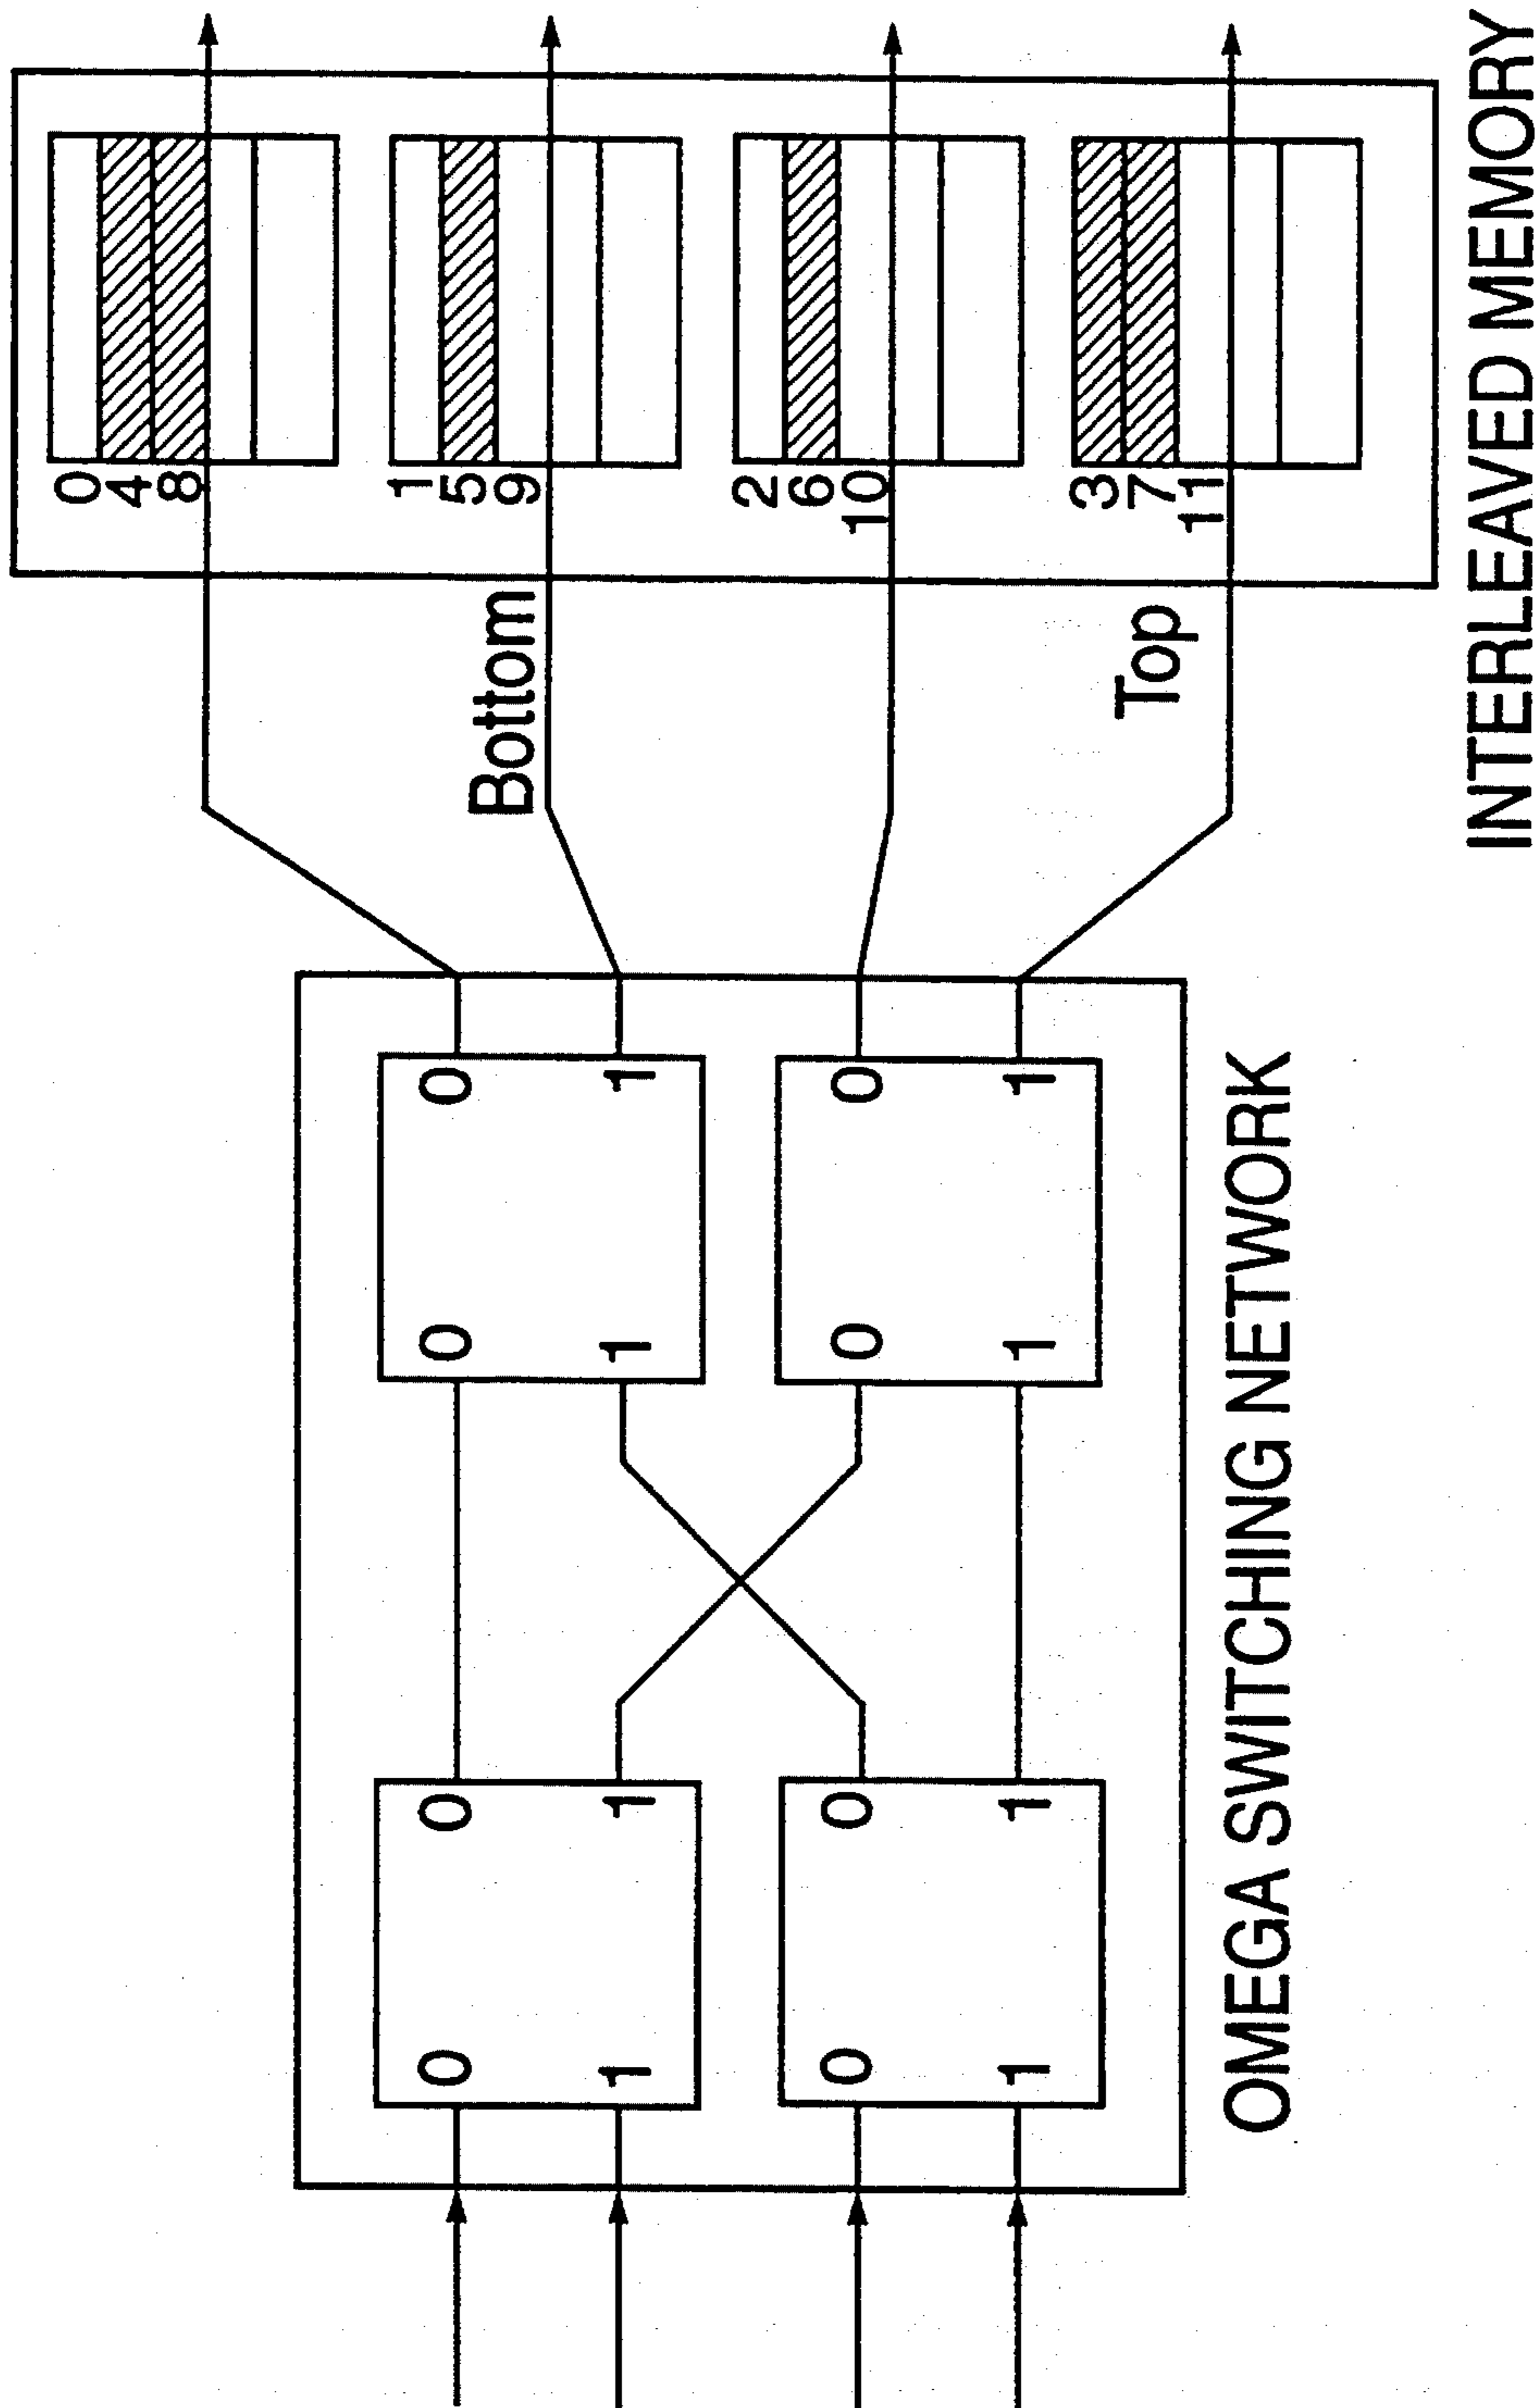 0
4
8
1
5
9
2
6
10
3
7
11
Bottom
Top
0 0 0 0
1 1 1 1
0 0 0 0
1 1 1 1
OMEGA SWITCHING NETWORK
INTERLEAVED MEMORY